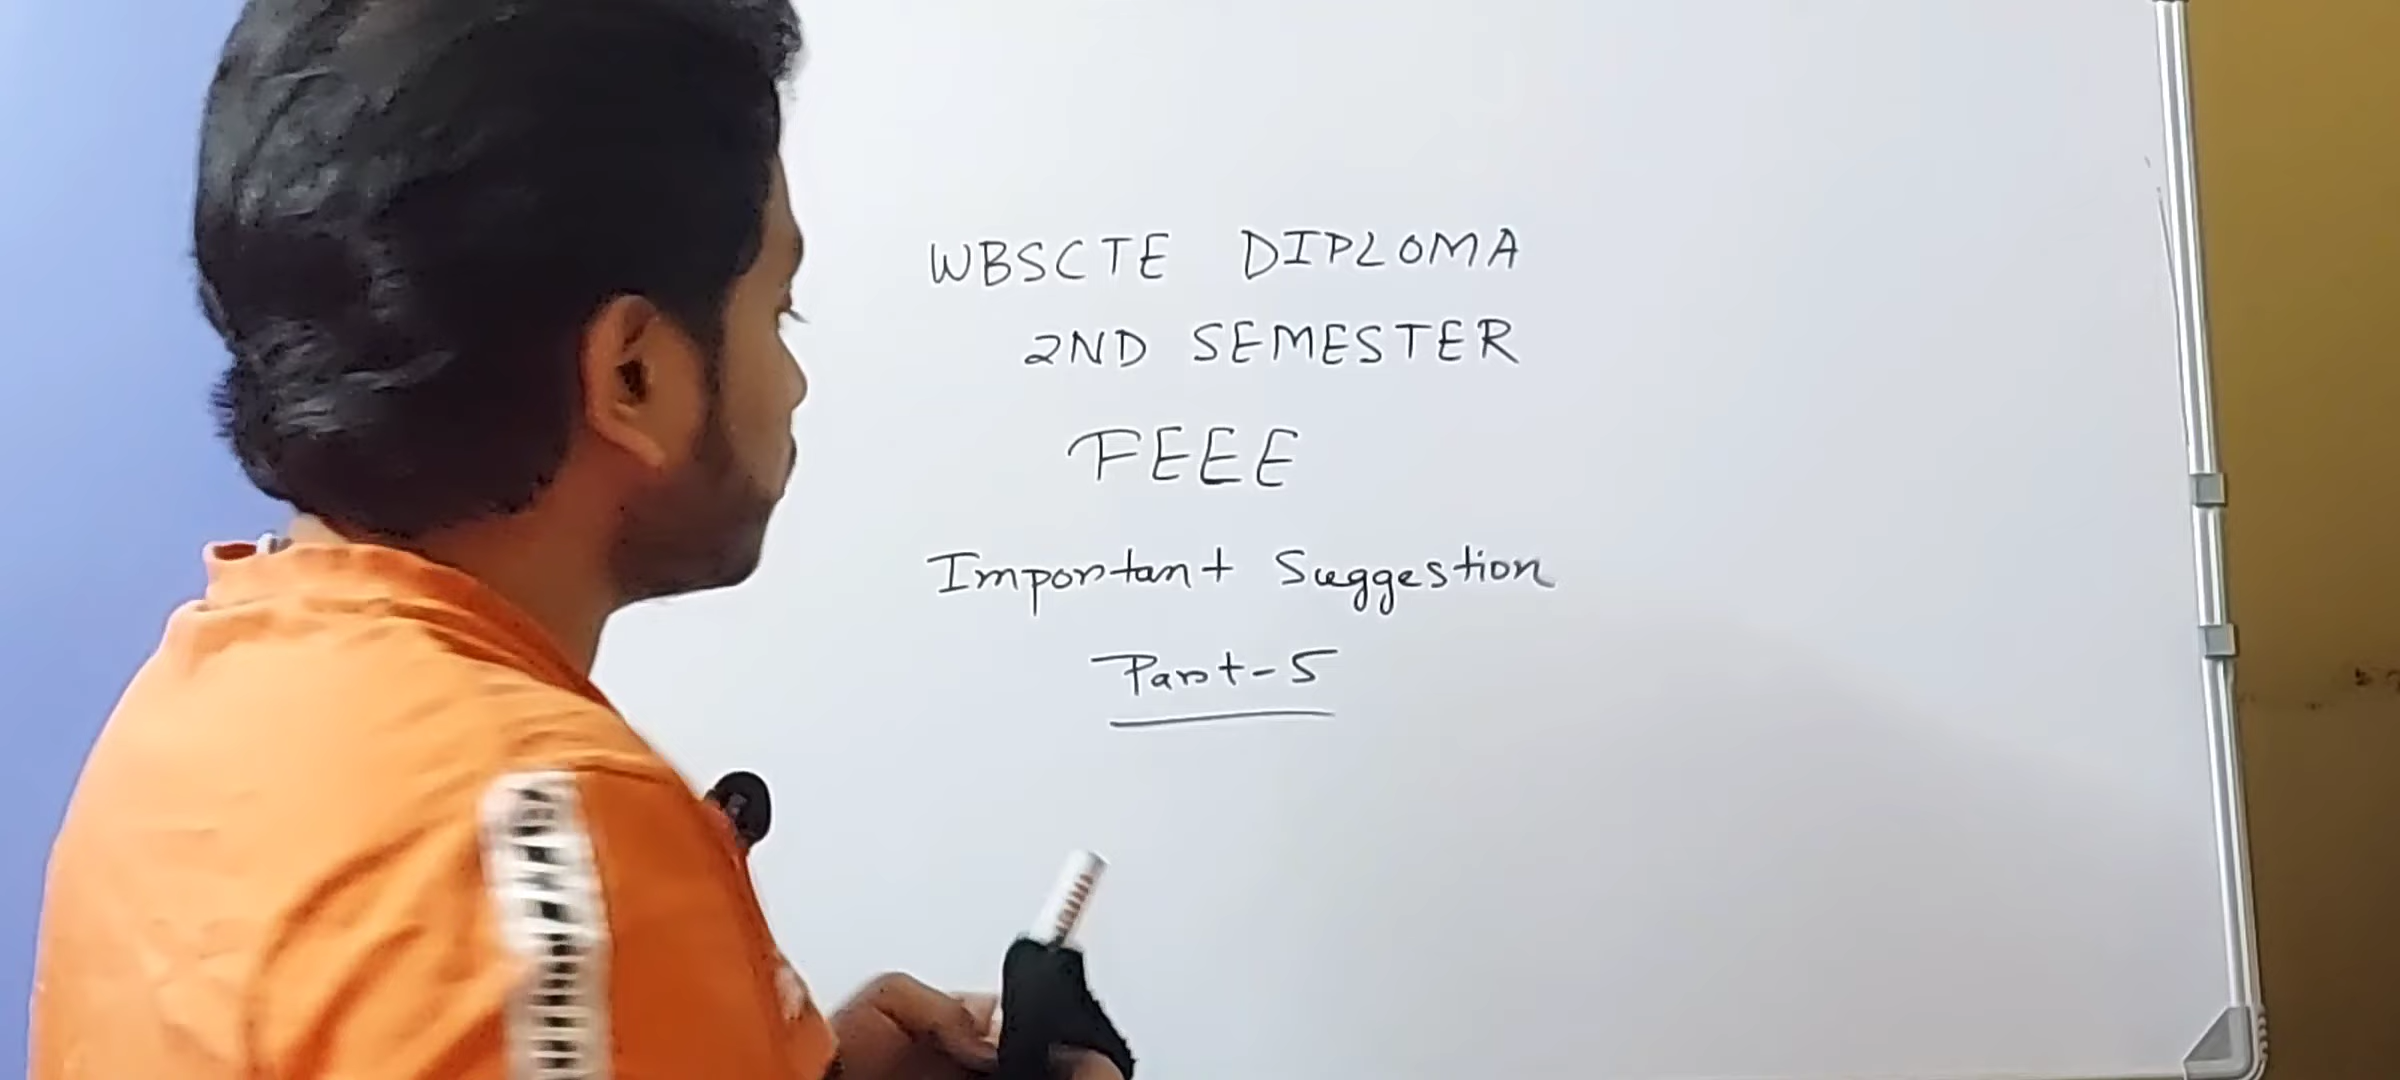 WBSCTE DIPLOMA
2ND SEMESTER
FEEE
Important Suggestion
Part-5